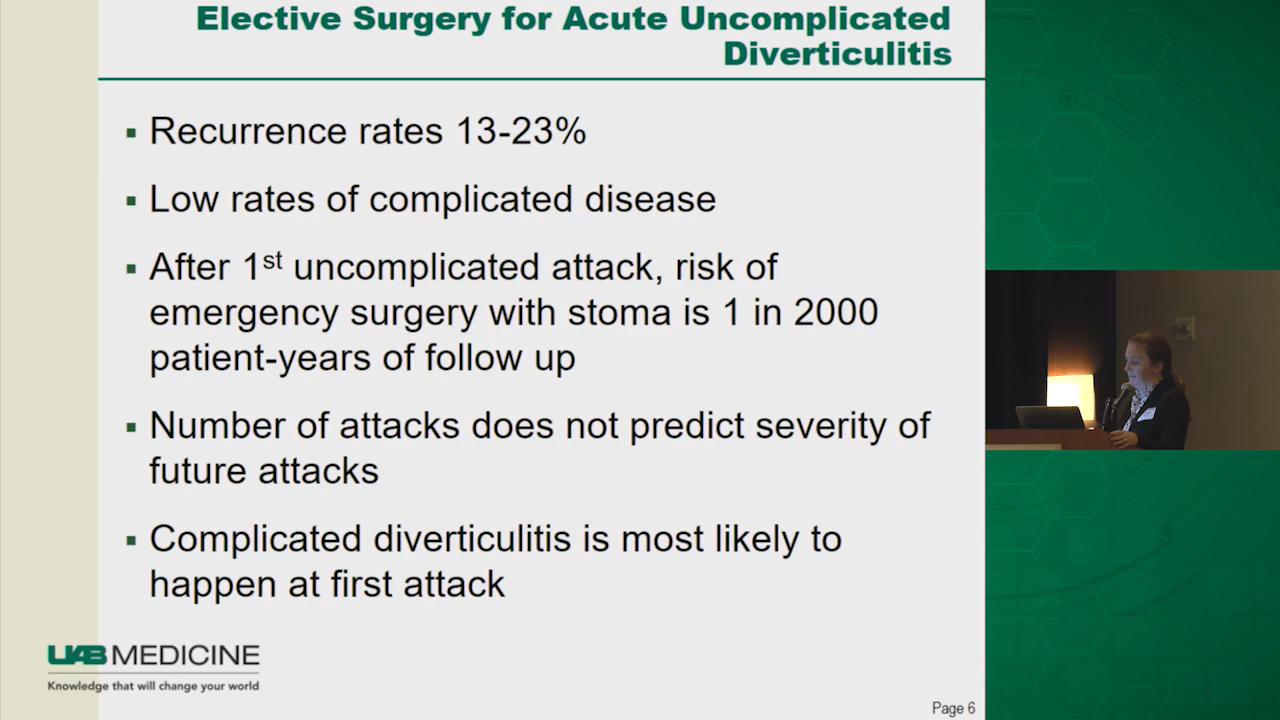 Elective Surgery for Acute Uncomplicated
Diverticulitis
▪ Recurrence rates 13-23%
▪ Low rates of complicated disease
▪ After 1st uncomplicated attack, risk of
emergency surgery with stoma is 1 in 2000
patient-years of follow up
▪ Number of attacks does not predict severity of
future attacks
▪ Complicated diverticulitis is most likely to
happen at first attack
UAB MEDICINE
Knowledge that will change your world
Page 6